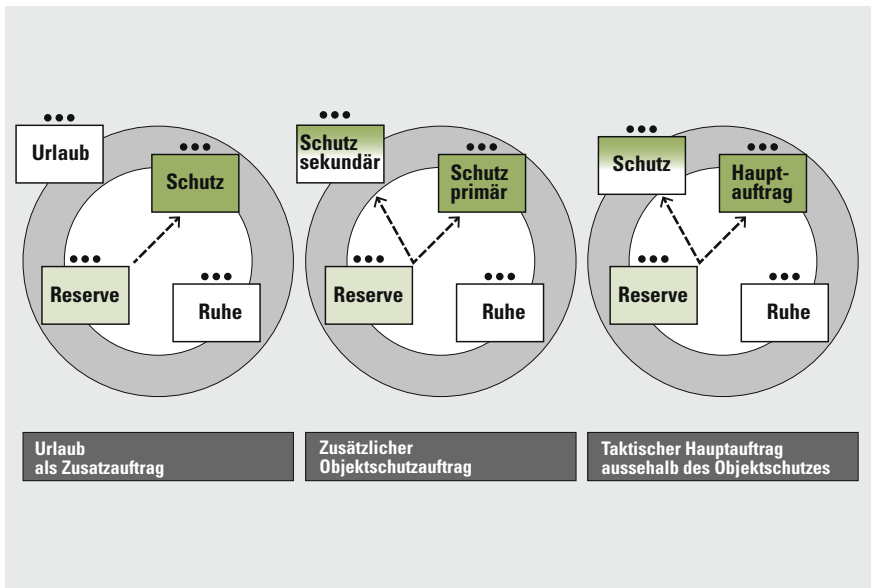 Urlaub
Schutz
Reserve
Ruhe
Urlaub
als Zusatzauftrag
Schutz
sekundär
Schutz
primär
Reserve
Ruhe
Zusätzlicher
Objektschutzauftrag
Schutz
Haupt-
auftrag
Reserve
Ruhe
Taktischer Hauptauftrag
aussehalb des Objektschutzes